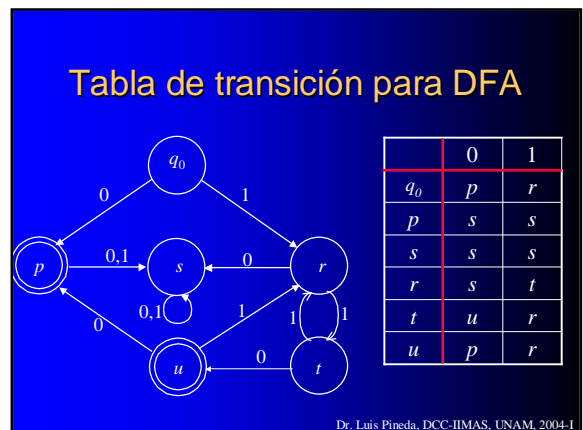 Tabla de transición para DFA
q0
0
1
p
0,1
s
0
r
0,1
0
1
1
1
u
0
t
0 1
q0 p r
p s s
s s s
r s t
t u r
u p r
Dr. Luis Pineda, DCC-IIMAS, UNAM, 2004-I